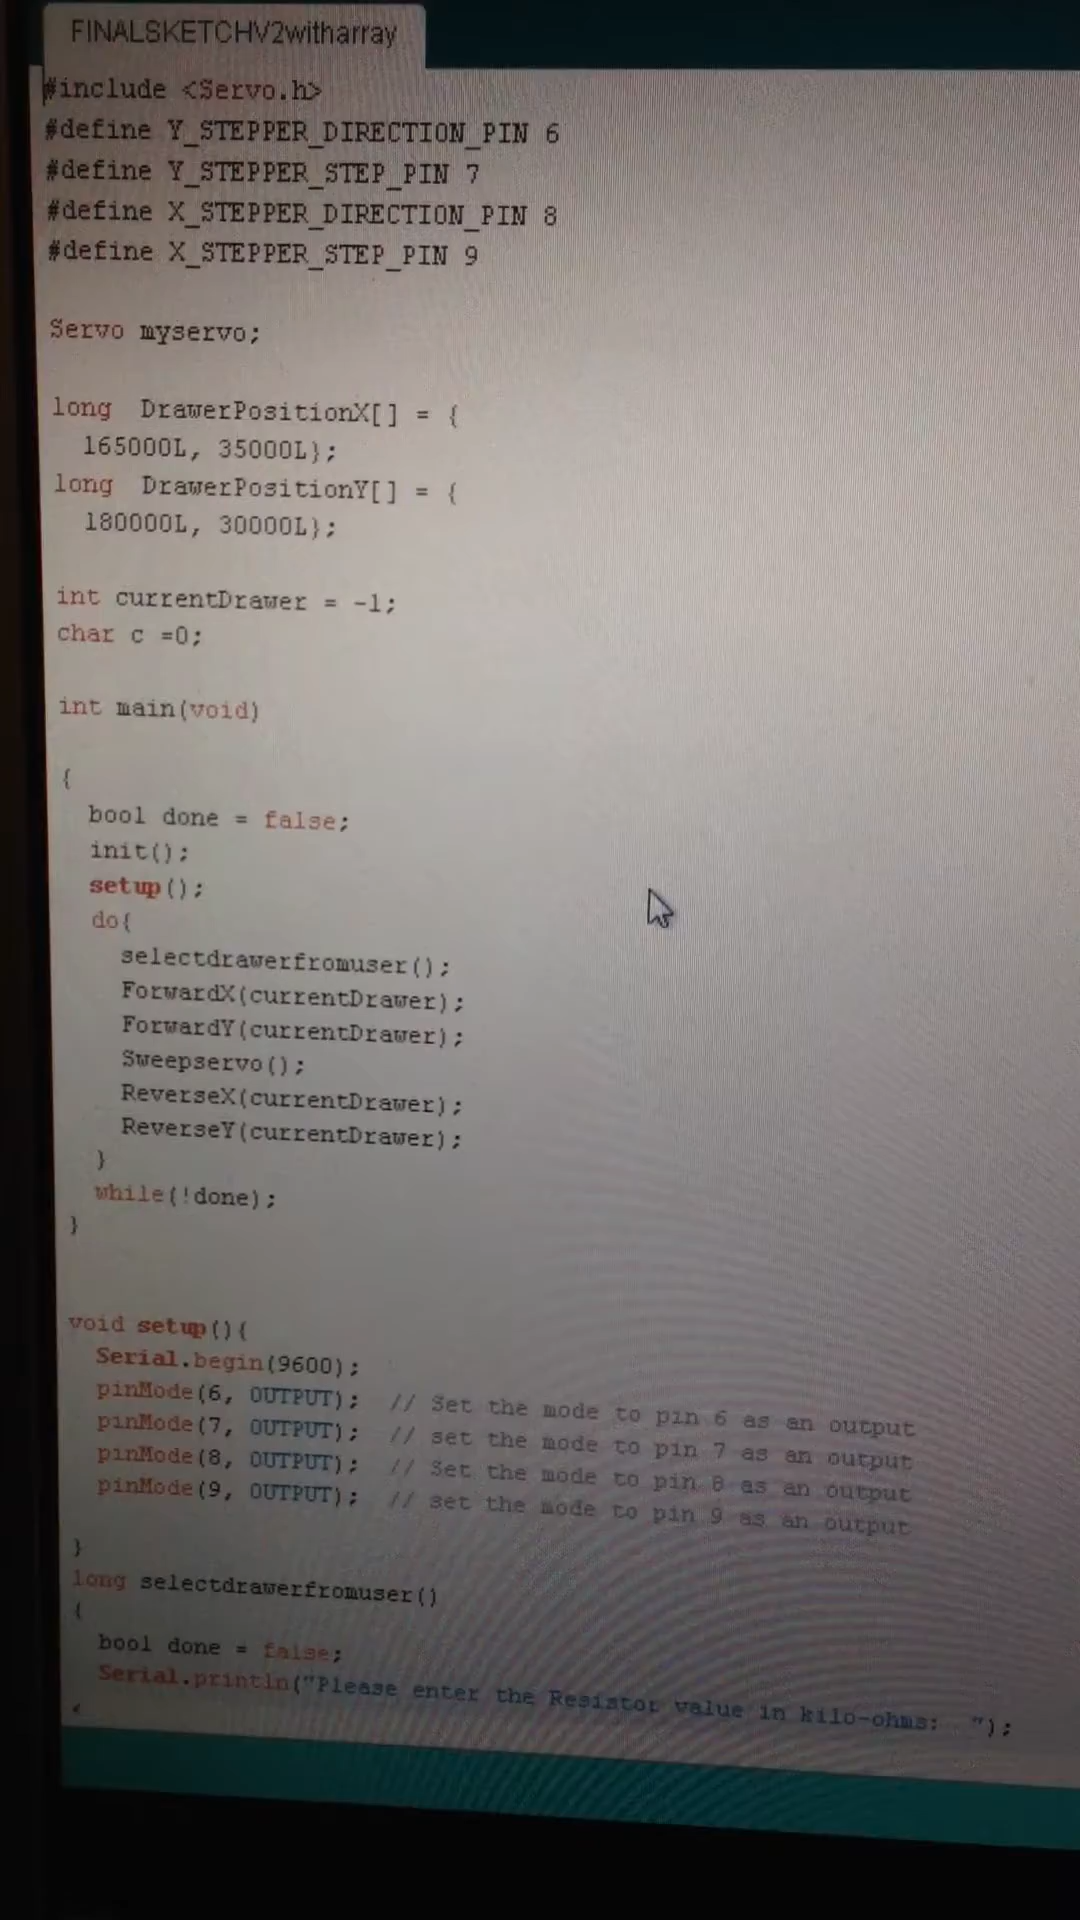 FINALSKETCHV2witharray
#include <Servo.h>
#define Y_STEPPER_DIRECTION_PIN 6
#define Y_STEPPER_STEP_PIN 7
#define X_STEPPER_DIRECTION_PIN 8
#define X_STEPPER_STEP_PIN 9
Servo myservo;
long  DrawerPositionX[] = {
  165000L, 35000L};
long  DrawerPositionY[] = {
  180000L, 30000L};
int currentDrawer = -1;
char c =0;
int main(void)
{
  bool done = false;
  init();
  setup();
  do{
    selectdrawerfromuser();
    ForwardX(currentDrawer);
    ForwardY(currentDrawer);
    Sweepservo();
    ReverseX(currentDrawer);
    ReverseY(currentDrawer);
  }
  while(!done);
}
void setup(){
  Serial.begin(9600);
  pinMode(6, OUTPUT);  // Set the mode to pin 6 as an output
  pinMode(7, OUTPUT);  // set the mode to pin 7 as an output
  pinMode(8, OUTPUT);  // Set the mode to pin 8 as an output
  pinMode(9, OUTPUT);  // set the mode to pin 9 as an output
}
long selectdrawerfromuser()
{
  bool done = false;
  Serial.println("Please enter the Resistor value in kilo-ohms:  ");